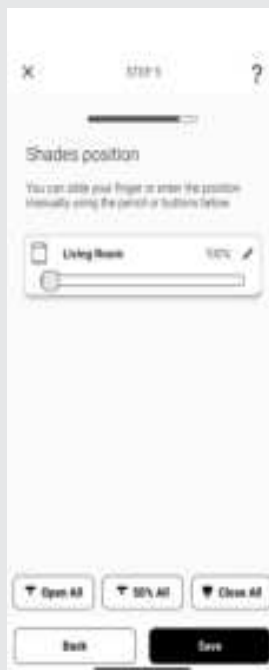 STEP 5
?
Shades position
You can slide your finger or enter the position
manually using the pencil or buttons below
Living Room 100%
Open All 50% All Close All
Back Save